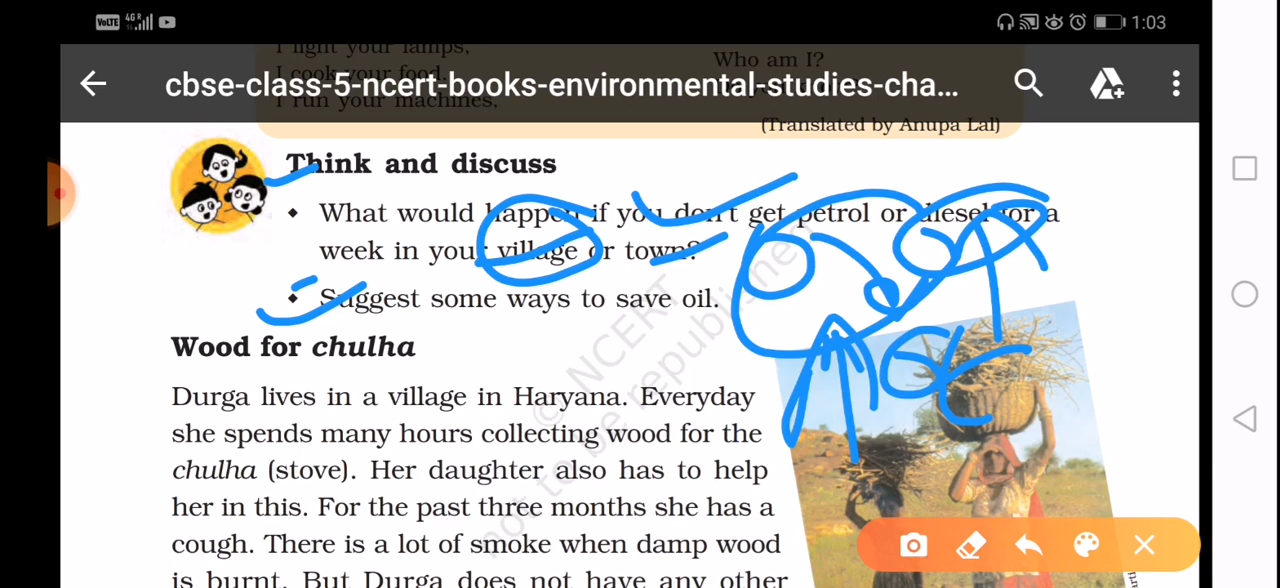 VoLTE 4G R 1:03
I light your lamps,
I cook your food,
I run your machines.
Who am I?
cbse-class-5-ncert-books-environmental-studies-cha...
(Translated by Anupa Lal)
Think and discuss
• What would happen if you don't get petrol or diesel for a
week in your village or town?
• Suggest some ways to save oil.
Wood for chulha
Durga lives in a village in Haryana. Everyday
she spends many hours collecting wood for the
chulha (stove). Her daughter also has to help
her in this. For the past three months she has a
cough. There is a lot of smoke when damp wood
is burnt. But Durga does not have any other
© NCERT
not to be republished